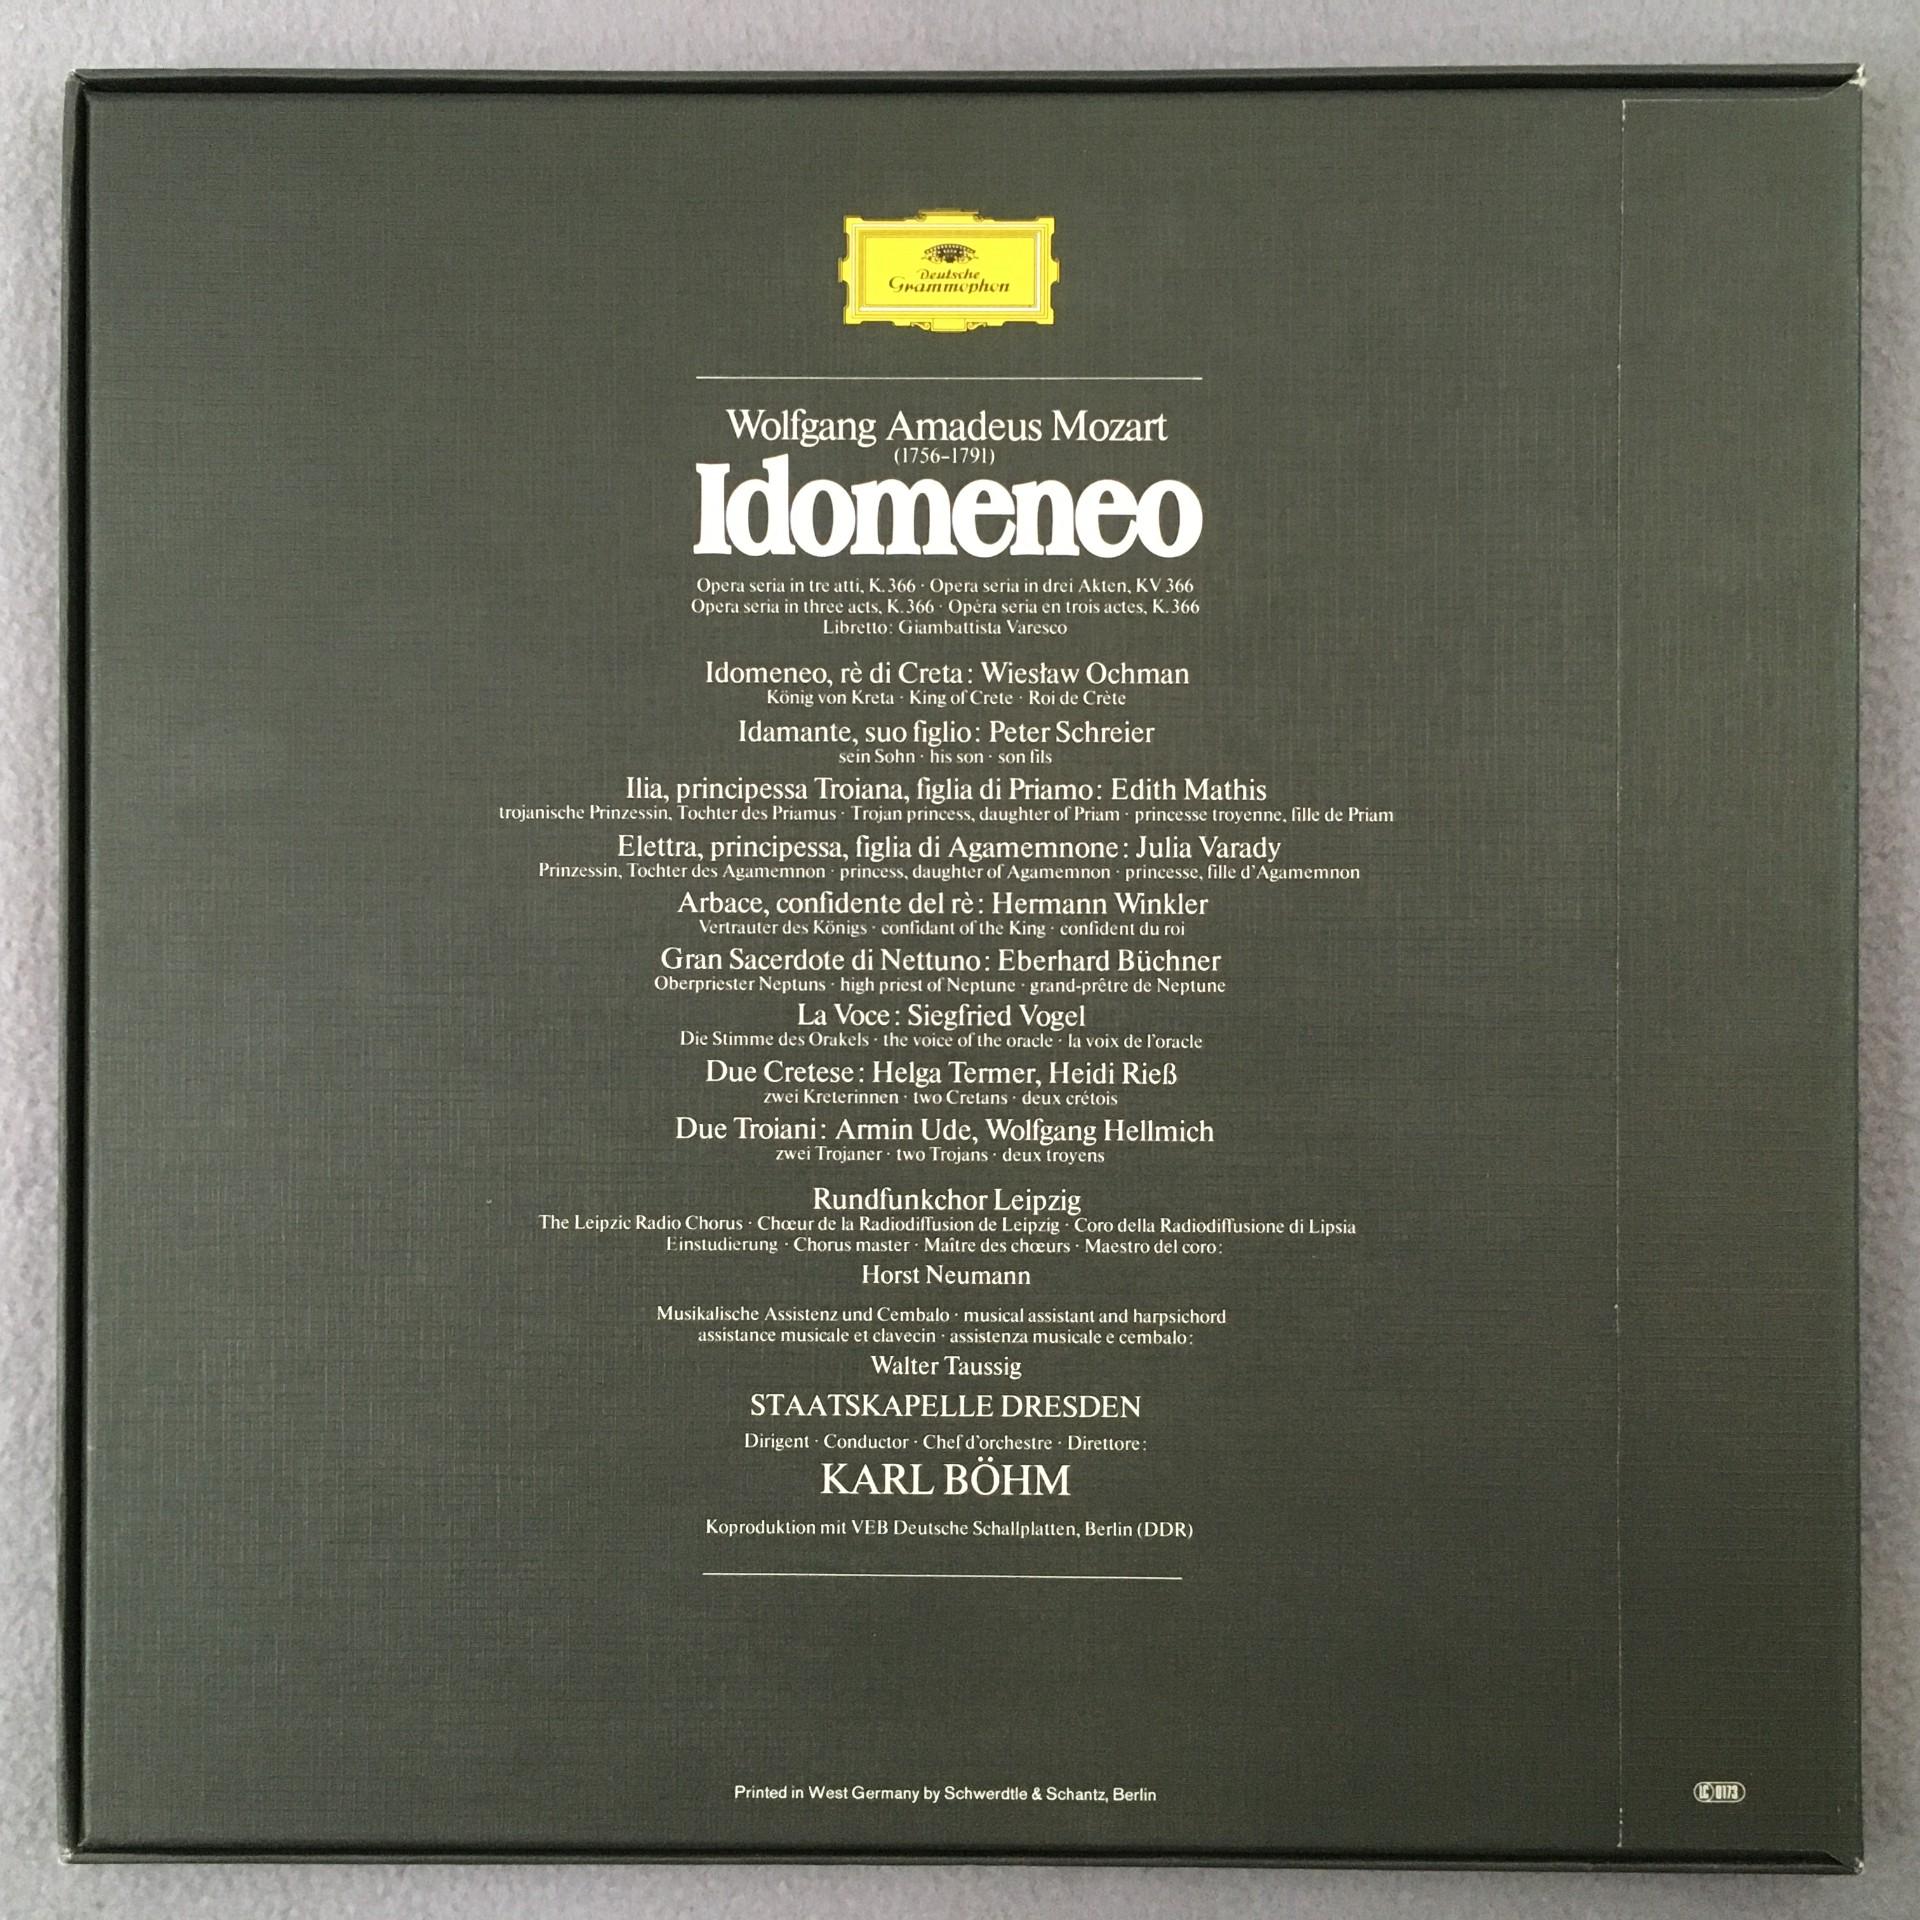 Deutsche
Grammophon
Wolfgang Amadeus Mozart
(1756–1791)
Idomeneo
Opera seria in tre atti, K. 366 · Opera seria in drei Akten, KV 366
Opera seria in three acts, K. 366 · Opéra seria en trois actes, K. 366
Libretto: Giambattista Varesco
Idomeneo, rè di Creta: Wiesław Ochman
König von Kreta · King of Crete · Roi de Crète
Idamante, suo figlio: Peter Schreier
sein Sohn · his son · son fils
Ilia, principessa Troiana, figlia di Priamo: Edith Mathis
trojanische Prinzessin, Tochter des Priamus · Trojan princess, daughter of Priam · princesse troyenne, fille de Priam
Elettra, principessa, figlia di Agamemnone: Julia Varady
Prinzessin, Tochter des Agamemnon · princess, daughter of Agamemnon · princesse, fille d'Agamemnon
Arbace, confidente del rè: Hermann Winkler
Vertrauter des Königs · confidant of the King · confident du roi
Gran Sacerdote di Nettuno: Eberhard Büchner
Oberpriester Neptuns · high priest of Neptune · grand-prêtre de Neptune
La Voce: Siegfried Vogel
Die Stimme des Orakels · the voice of the oracle · la voix de l'oracle
Due Cretese: Helga Termer, Heidi Rieß
zwei Kreterinnen · two Cretans · deux crétois
Due Troiani: Armin Ude, Wolfgang Hellmich
zwei Trojaner · two Trojans · deux troyens
Rundfunkchor Leipzig
The Leipzic Radio Chorus · Chœur de la Radiodiffusion de Leipzig · Coro della Radiodiffusione di Lipsia
Einstudierung · Chorus master · Maître des chœurs · Maestro del coro:
Horst Neumann
Musikalische Assistenz und Cembalo · musical assistant and harpsichord
assistance musicale et clavecin · assistenza musicale e cembalo:
Walter Taussig
STAATSKAPELLE DRESDEN
Dirigent · Conductor · Chef d'orchestre · Direttore:
KARL BÖHM
Koproduktion mit VEB Deutsche Schallplatten, Berlin (DDR)
Printed in West Germany by Schwerdtle & Schantz, Berlin
LC 0173